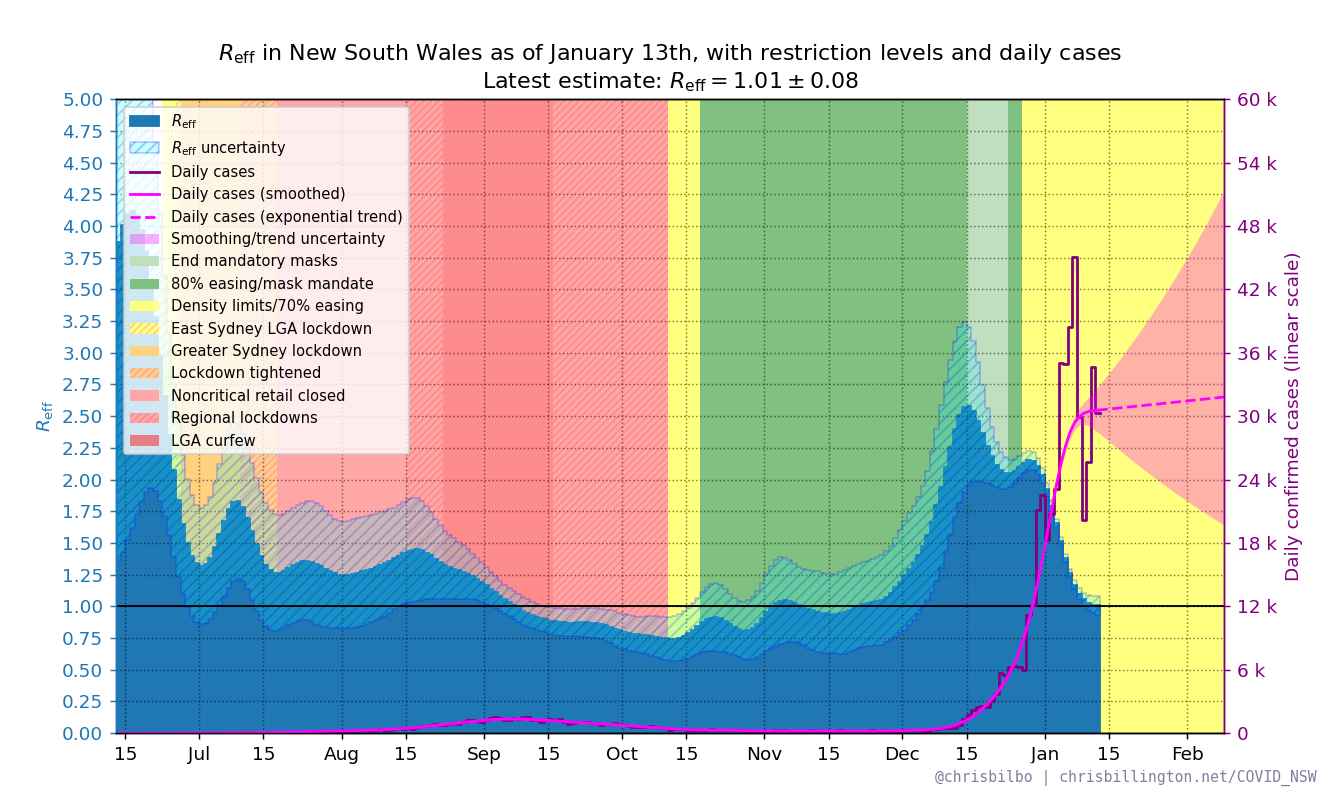 Reff in New South Wales as of January 13th, with restriction levels and daily cases
Latest estimate: Reff = 1.01 ± 0.08
5.00
4.75
4.50
4.25
4.00
3.75
3.50
3.25
3.00
2.75
2.50
2.25
2.00
1.75
1.50
1.25
1.00
0.75
0.50
0.25
0.00
Reff
Reff
Reff uncertainty
Daily cases
Daily cases (smoothed)
Daily cases (exponential trend)
Smoothing/trend uncertainty
End mandatory masks
80% easing/mask mandate
Density limits/70% easing
East Sydney LGA lockdown
Greater Sydney lockdown
Lockdown tightened
Noncritical retail closed
Regional lockdowns
LGA curfew
60 k
54 k
48 k
42 k
36 k
30 k
24 k
18 k
12 k
6 k
0
Daily confirmed cases (linear scale)
15 Jul 15 Aug 15 Sep 15 Oct 15 Nov 15 Dec 15 Jan 15 Feb
@chrisbilbo | chrisbillington.net/COVID_NSW